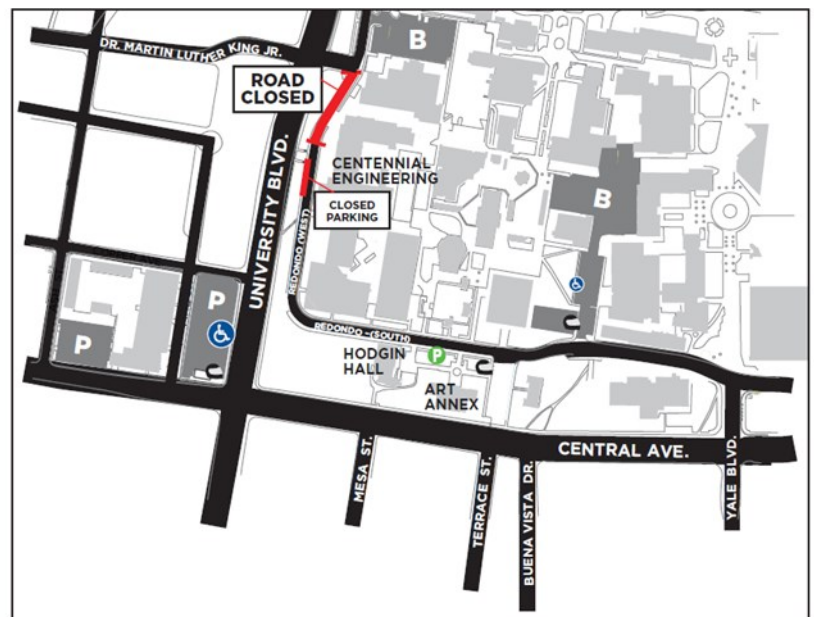 DR. MARTIN LUTHER KING JR.
B
ROAD
CLOSED
UNIVERSITY BLVD.
CENTENNIAL
ENGINEERING
CLOSED
PARKING
B
REDONDO (WEST)
P
P
REDONDO -(SOUTH)
HODGIN
HALL
P
ART
ANNEX
CENTRAL AVE.
MESA ST.
TERRACE ST.
BUENA VISTA DR.
YALE BLVD.